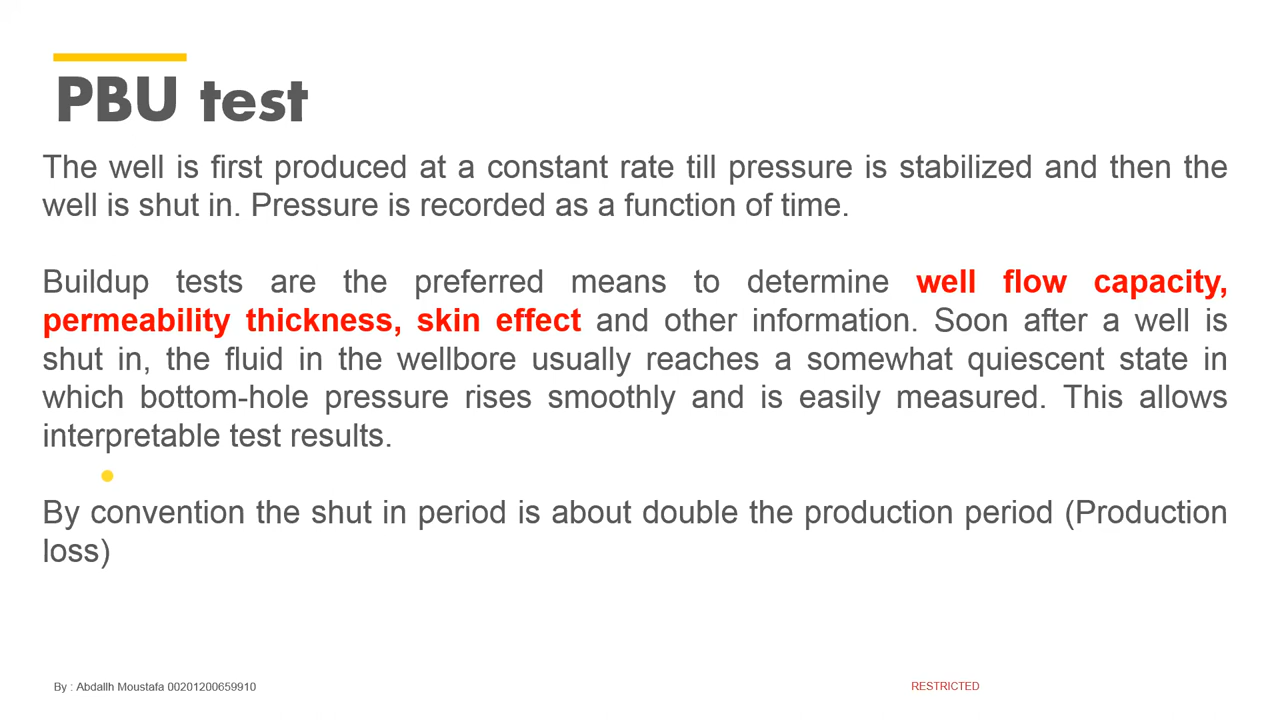 PBU test
The well is first produced at a constant rate till pressure is stabilized and then the
well is shut in. Pressure is recorded as a function of time.
Buildup tests are the preferred means to determine well flow capacity,
permeability thickness, skin effect and other information. Soon after a well is
shut in, the fluid in the wellbore usually reaches a somewhat quiescent state in
which bottom-hole pressure rises smoothly and is easily measured. This allows
interpretable test results.
By convention the shut in period is about double the production period (Production
loss)
By : Abdallh Moustafa 00201200659910
RESTRICTED